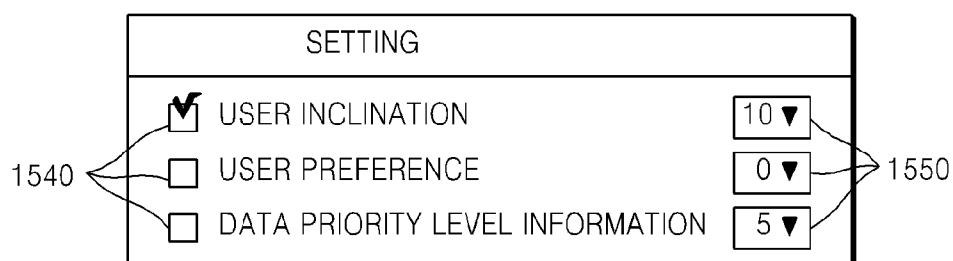 SETTING
USER INCLINATION 10
1540 USER PREFERENCE 0 1550
DATA PRIORITY LEVEL INFORMATION 5